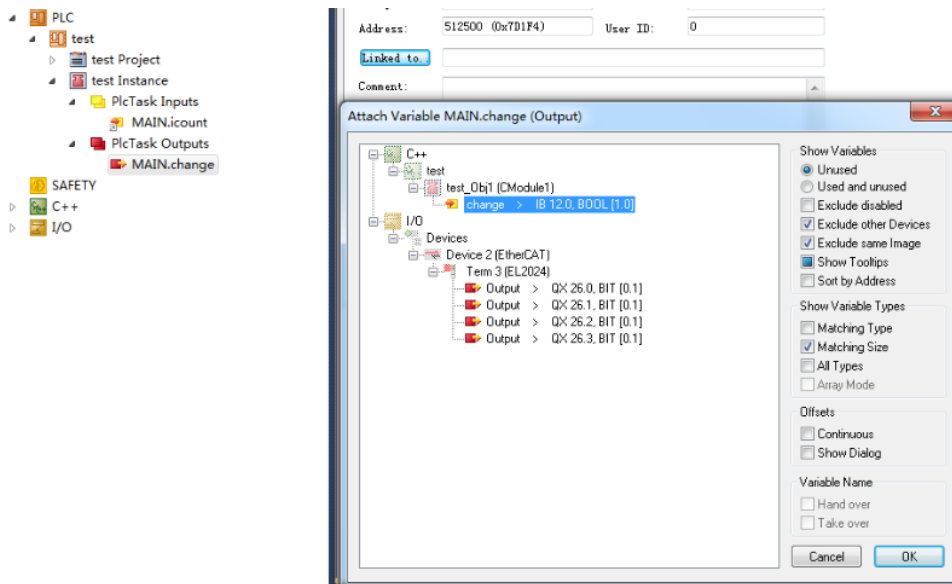 PLC
test
test Project
test Instance
PlcTask Inputs
MAIN.icount
PlcTask Outputs
MAIN.change
SAFETY
C++
I/O
Address: 512500 (0x7D1F4) User ID: 0
Linked to.
Comment:
Attach Variable MAIN.change (Output)
C++
test
test_Obj1 (CModule1)
change > IB 12.0, BOOL [1.0]
I/O
Devices
Device 2 (EtherCAT)
Term 3 (EL2024)
Output > QX 26.0, BIT [0.1]
Output > QX 26.1, BIT [0.1]
Output > QX 26.2, BIT [0.1]
Output > QX 26.3, BIT [0.1]
Show Variables
Unused
Used and unused
Exclude disabled
Exclude other Devices
Exclude same Image
Show Tooltips
Sort by Address
Show Variable Types
Matching Type
Matching Size
All Types
Array Mode
Offsets
Continuous
Show Dialog
Variable Name
Hand over
Take over
Cancel OK